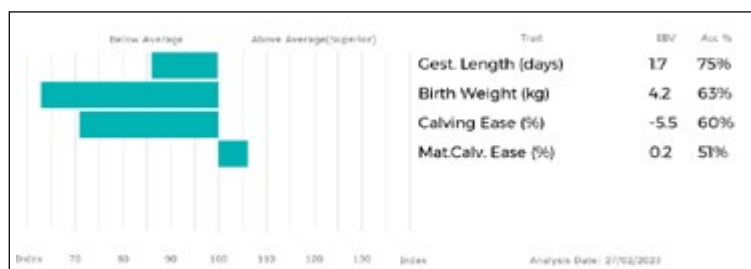 Below Average Above Average(Superior) Trait EBV Acc %
Gest. Length (days) 1.7 75%
Birth Weight (kg) 4.2 63%
Calving Ease (%) -5.5 60%
Mat.Calv. Ease (%) 0.2 51%
Index 70 80 90 100 110 120 130 Index Analysis Date: 27/02/2023